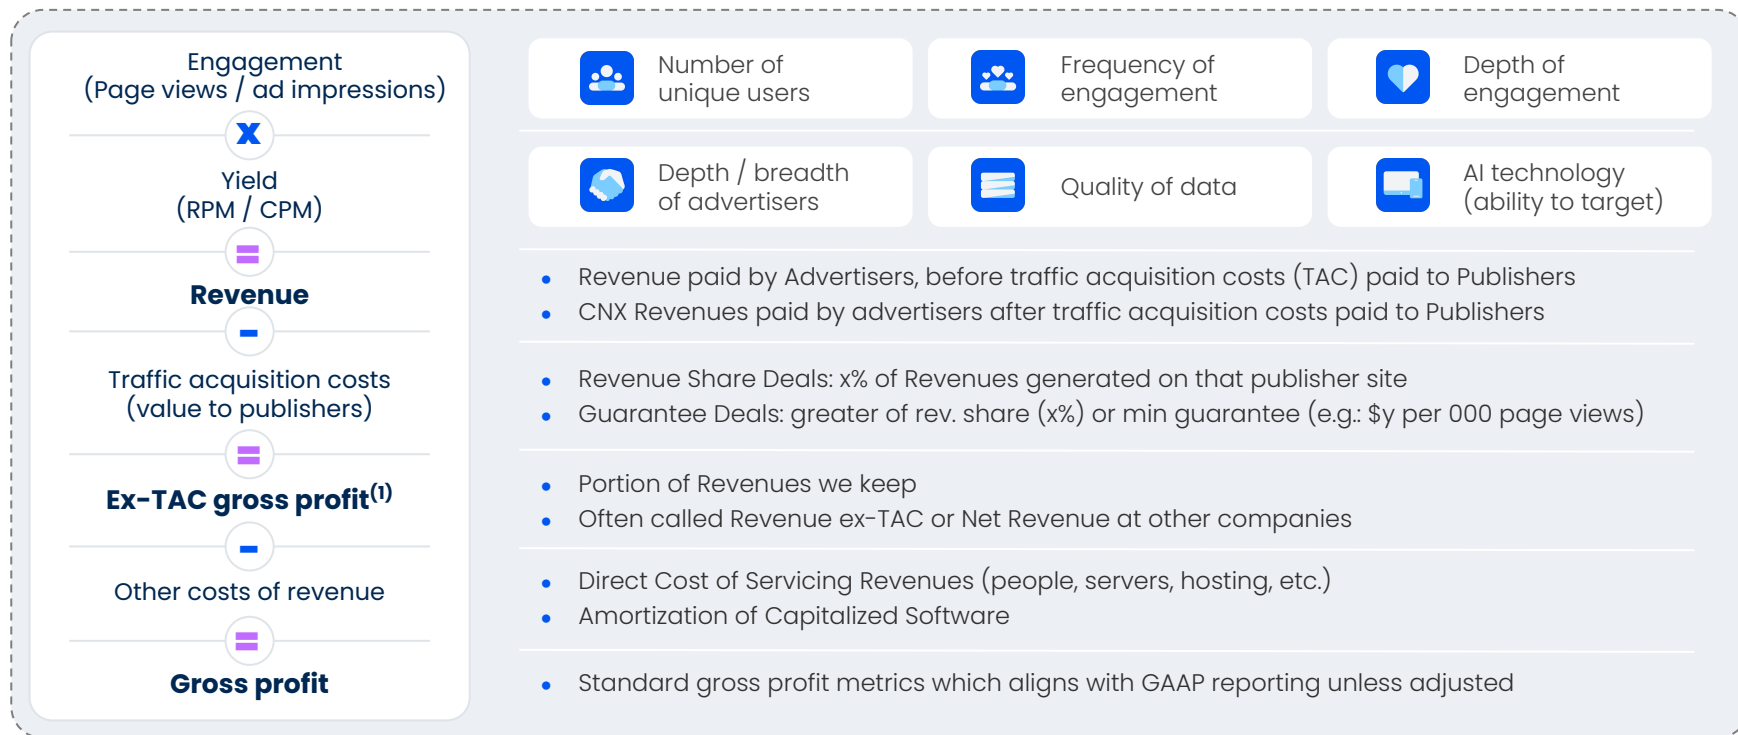 Engagement
(Page views / ad impressions)
x
Yield
(RPM / CPM)
=
Revenue
-
Traffic acquisition costs
(value to publishers)
=
Ex-TAC gross profit(1)
-
Other costs of revenue
=
Gross profit
Number of
unique users
Frequency of
engagement
Depth of
engagement
Depth / breadth
of advertisers
Quality of data
AI technology
(ability to target)
• Revenue paid by Advertisers, before traffic acquisition costs (TAC) paid to Publishers
• CNX Revenues paid by advertisers after traffic acquisition costs paid to Publishers
• Revenue Share Deals: x% of Revenues generated on that publisher site
• Guarantee Deals: greater of rev. share (x%) or min guarantee (e.g.: $y per 000 page views)
• Portion of Revenues we keep
• Often called Revenue ex-TAC or Net Revenue at other companies
• Direct Cost of Servicing Revenues (people, servers, hosting, etc.)
• Amortization of Capitalized Software
• Standard gross profit metrics which aligns with GAAP reporting unless adjusted